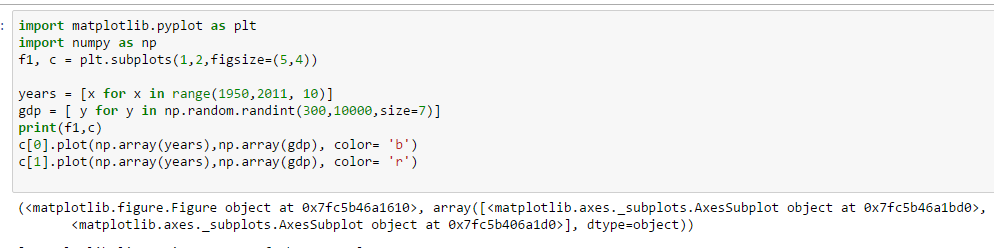 :
import matplotlib.pyplot as plt
import numpy as np
f1, c = plt.subplots(1,2,figsize=(5,4))
years = [x for x in range(1950,2011, 10)]
gdp = [ y for y in np.random.randint(300,10000,size=7)]
print(f1,c)
c[0].plot(np.array(years),np.array(gdp), color= 'b')
c[1].plot(np.array(years),np.array(gdp), color= 'r')
(<matplotlib.figure.Figure object at 0x7fc5b46a1610>, array([<matplotlib.axes._subplots.AxesSubplot object at 0x7fc5b46a1bd0>,
<matplotlib.axes._subplots.AxesSubplot object at 0x7fc5b406a1d0>], dtype=object))